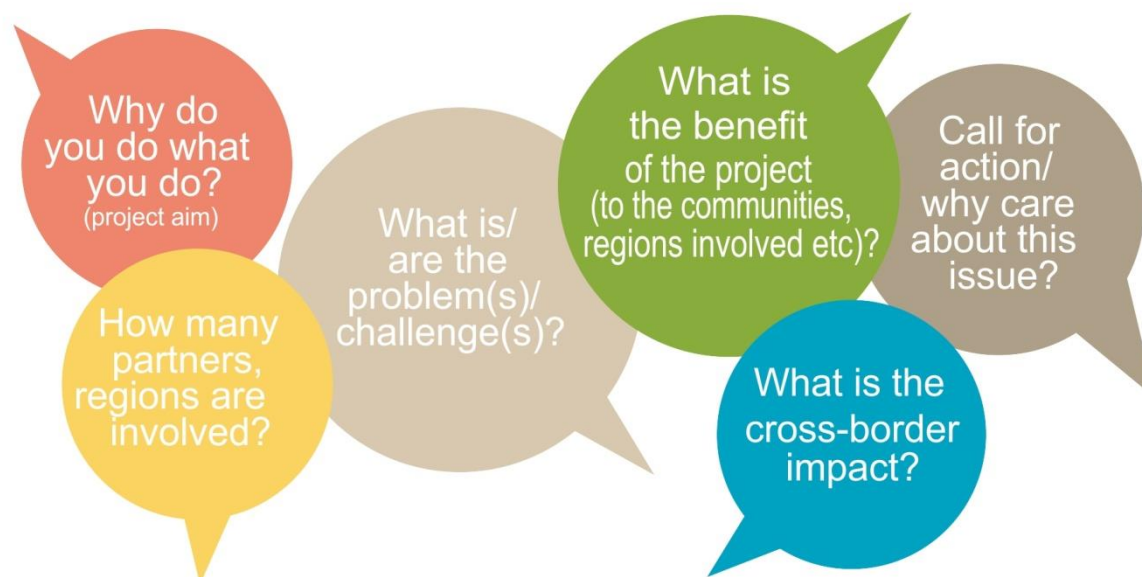 Why do
you do what
you do?
(project aim)
How many
partners,
regions are
involved?
What is/
are the
problem(s)/
challenge(s)?
What is
the benefit
of the project
(to the communities,
regions involved etc)?
What is the
cross-border
impact?
Call for
action/
why care
about this
issue?